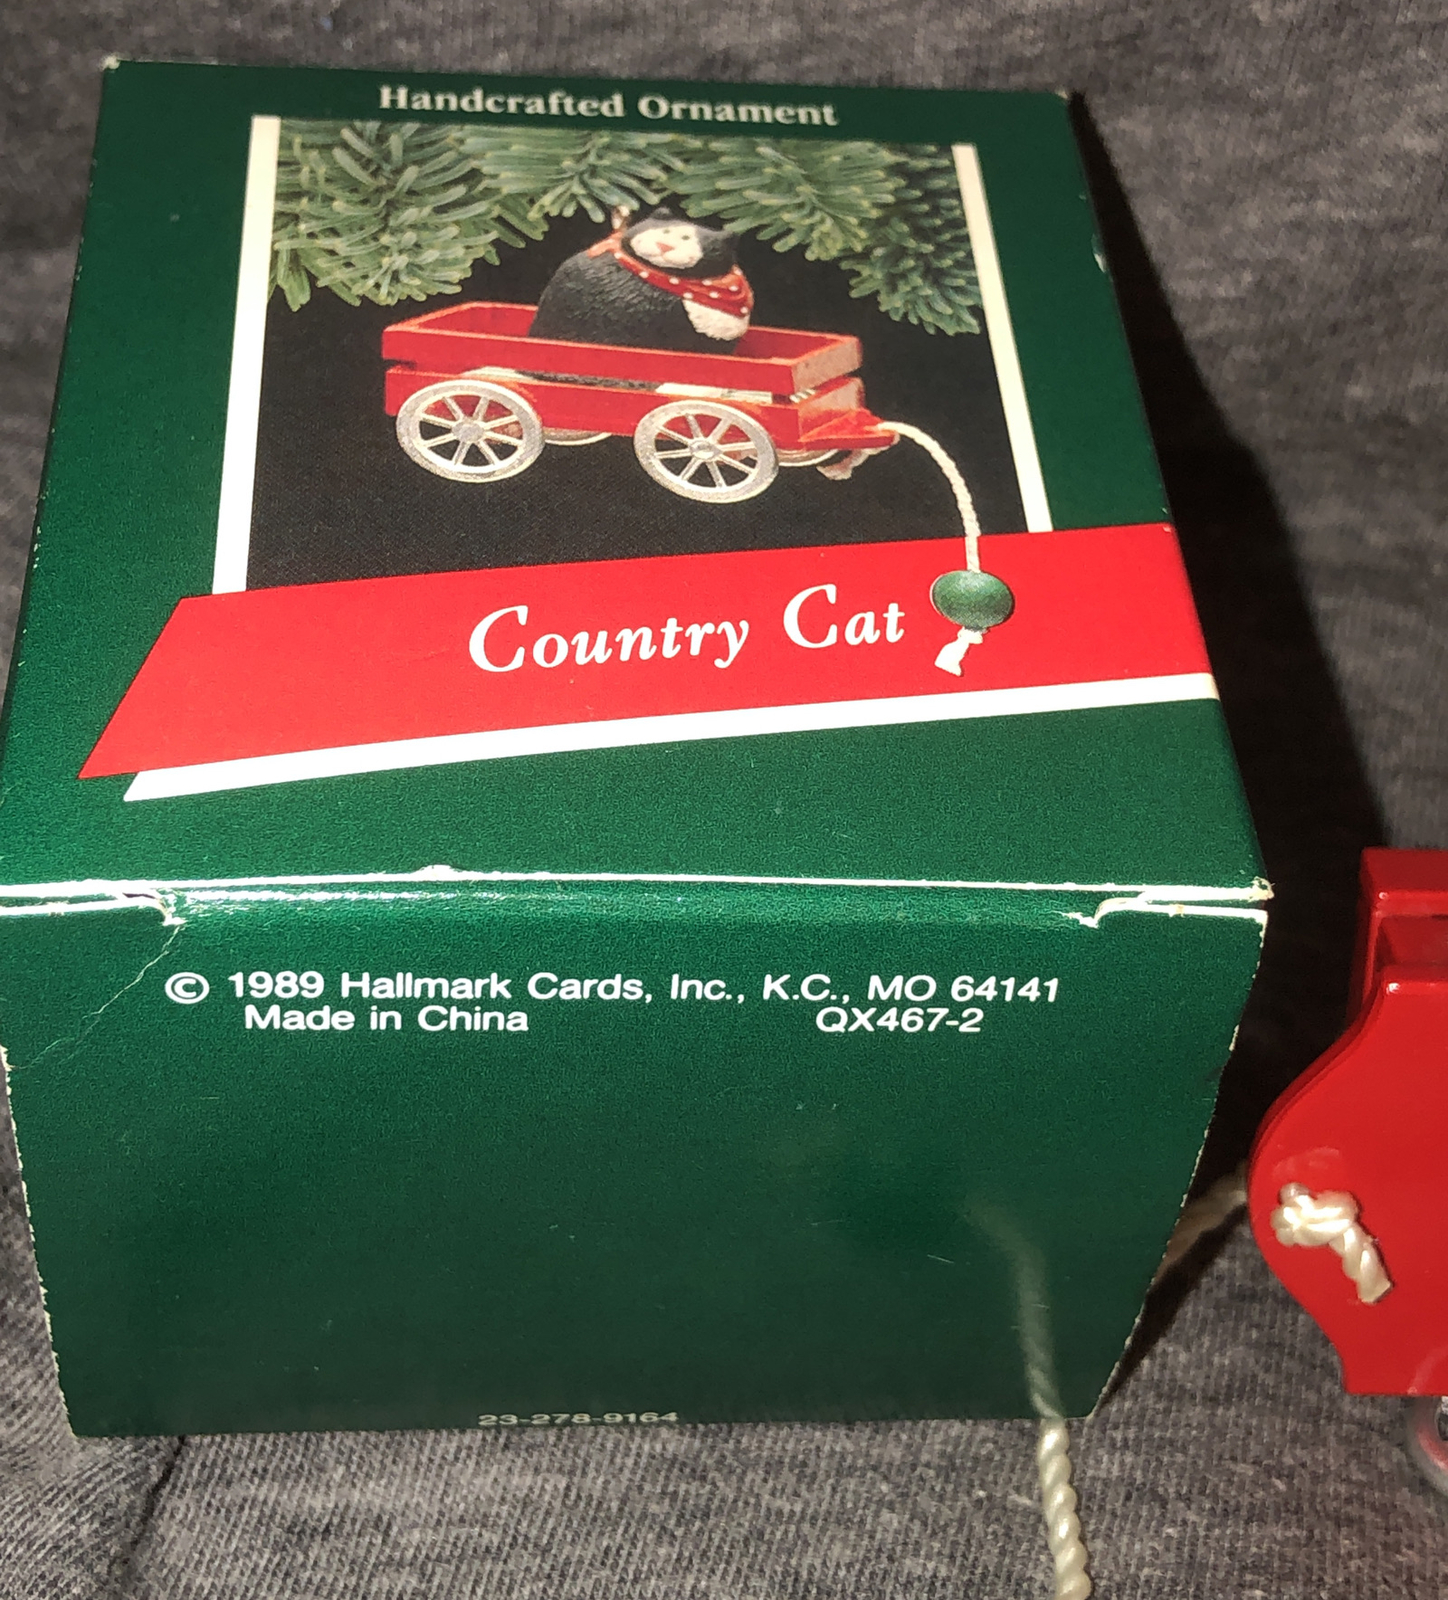 Handcrafted Ornament
Country Cat
© 1989 Hallmark Cards, Inc., K.C., MO 64141
Made in China QX467-2
23-278-9164